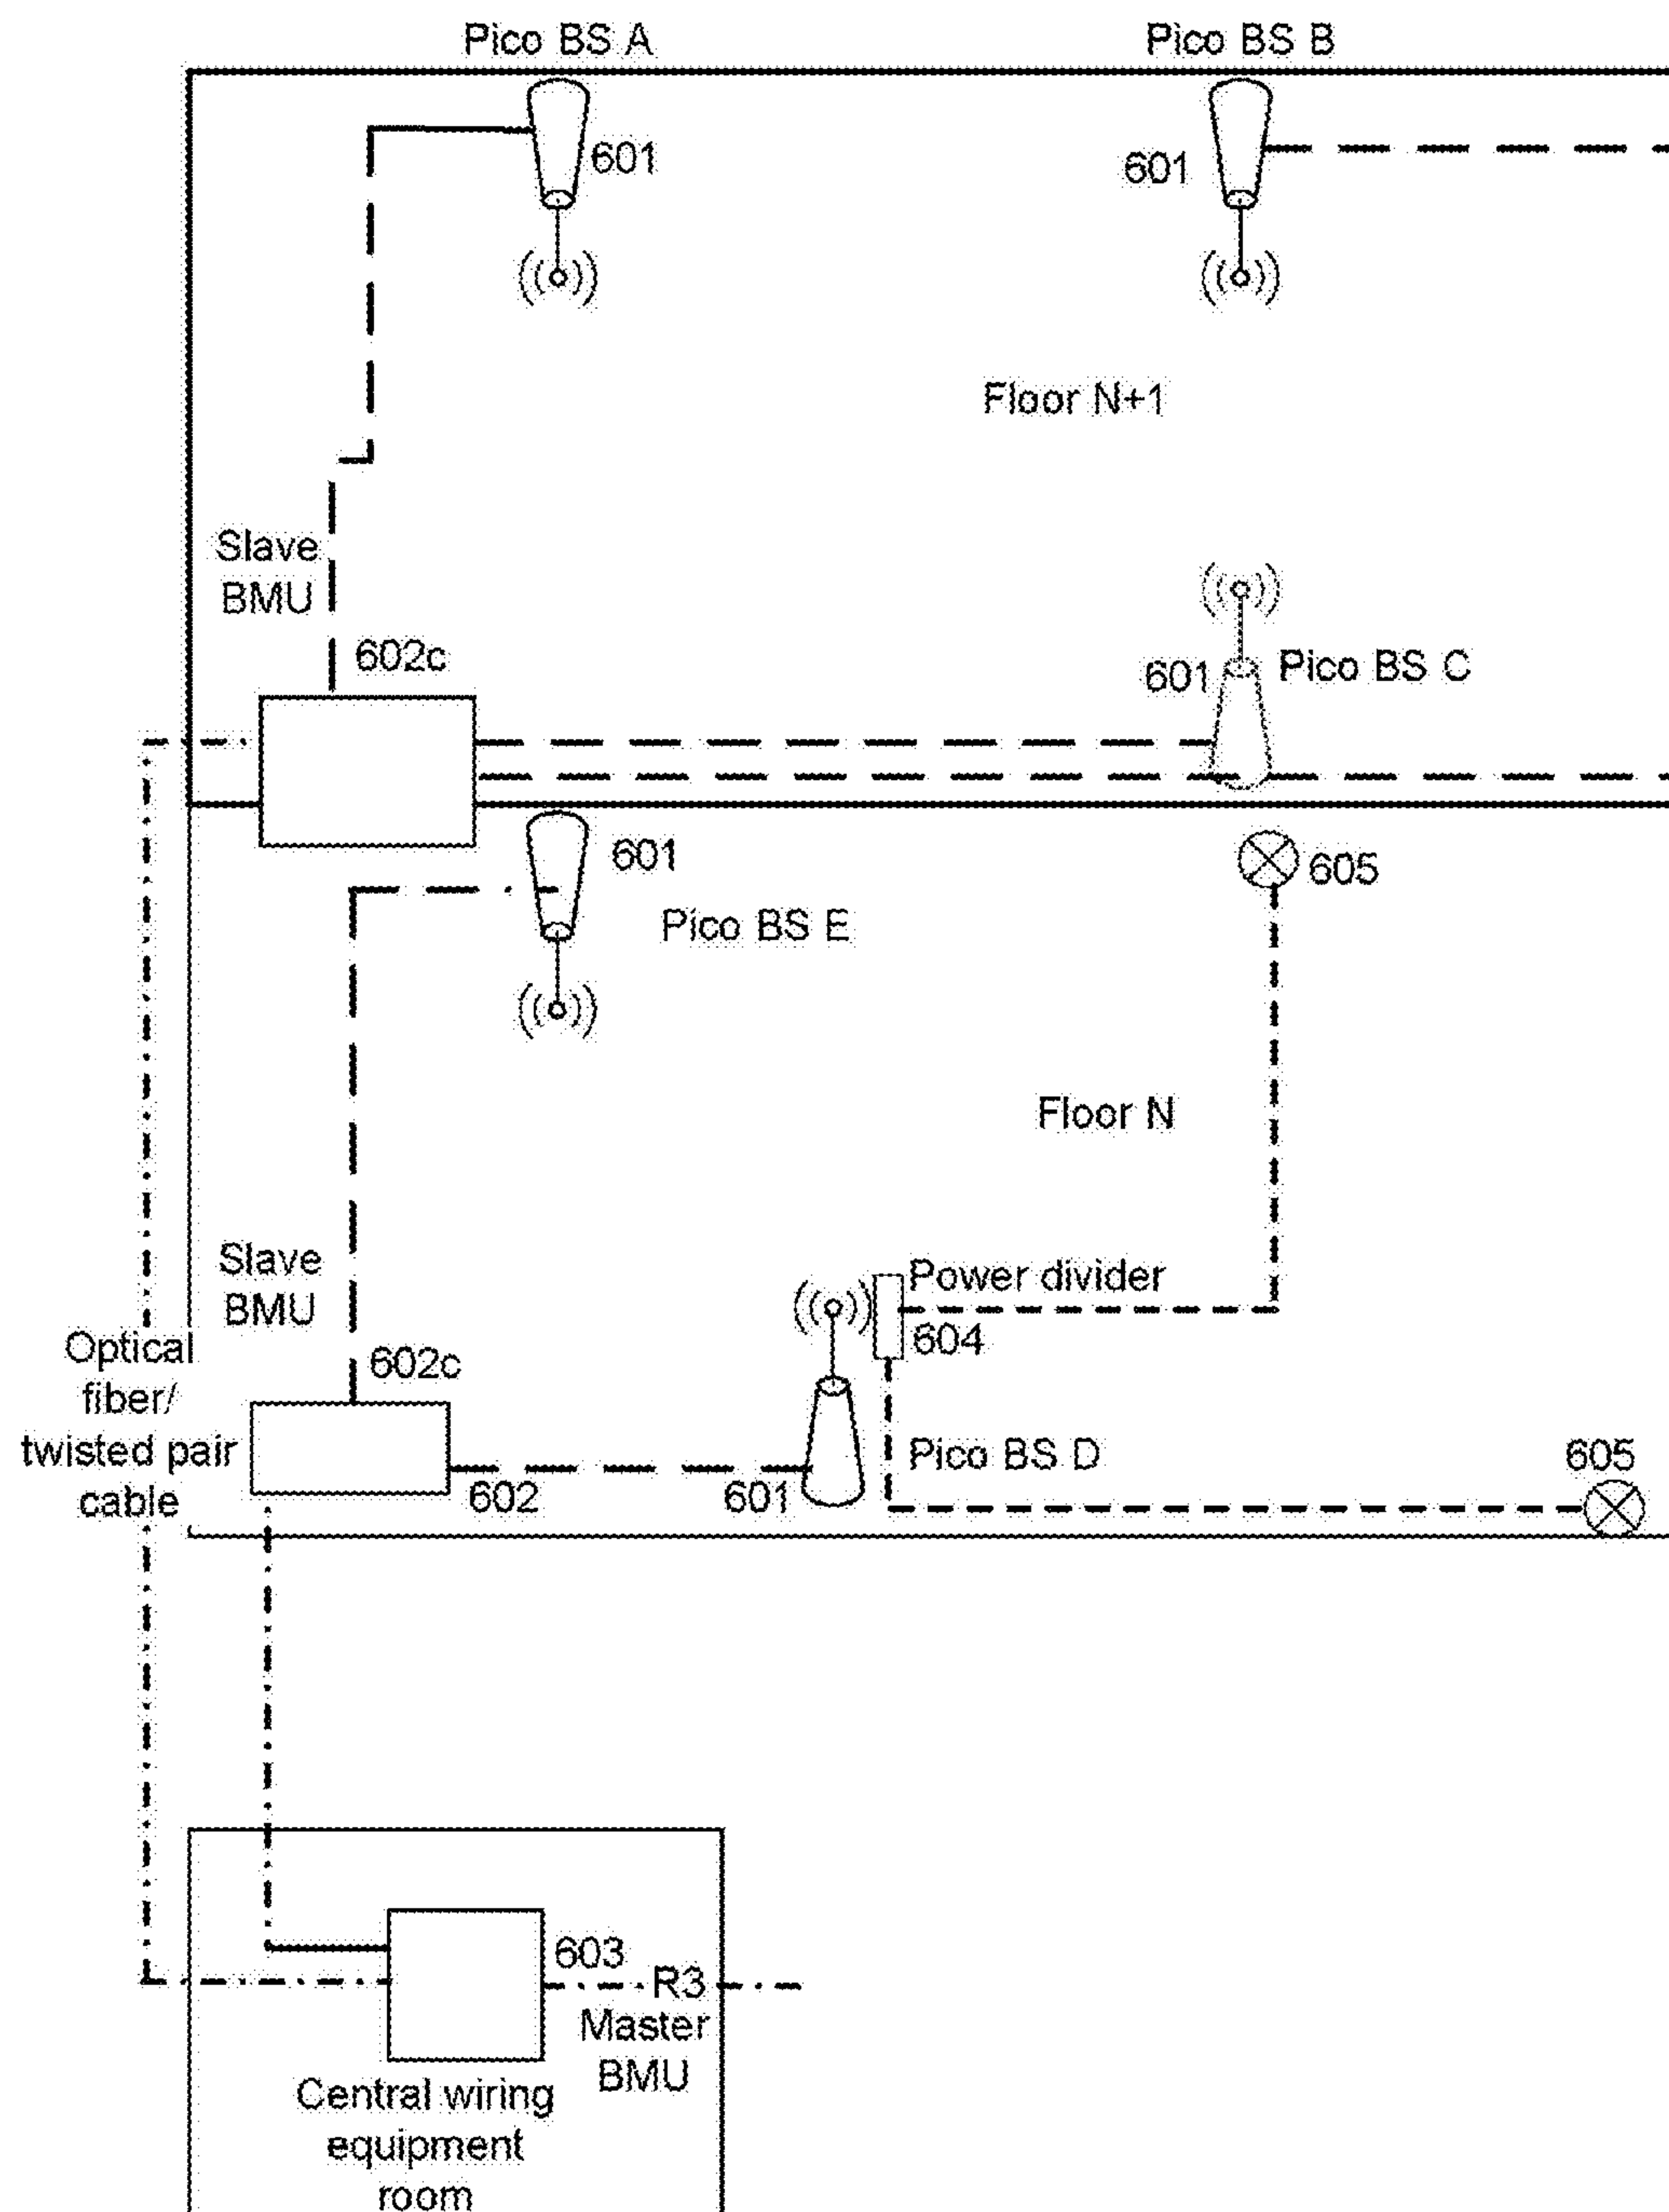 Pico BS A
Pico BS B
601
601
Floor N+1
Slave
BMU
602c
601
Pico BS C
601
605
Pico BS E
Floor N
Slave
BMU
Power divider
604
Optical
fiber/
twisted pair
cable
602c
602
601
Pico BS D
605
603
R3
Master
BMU
Central wiring
equipment
room